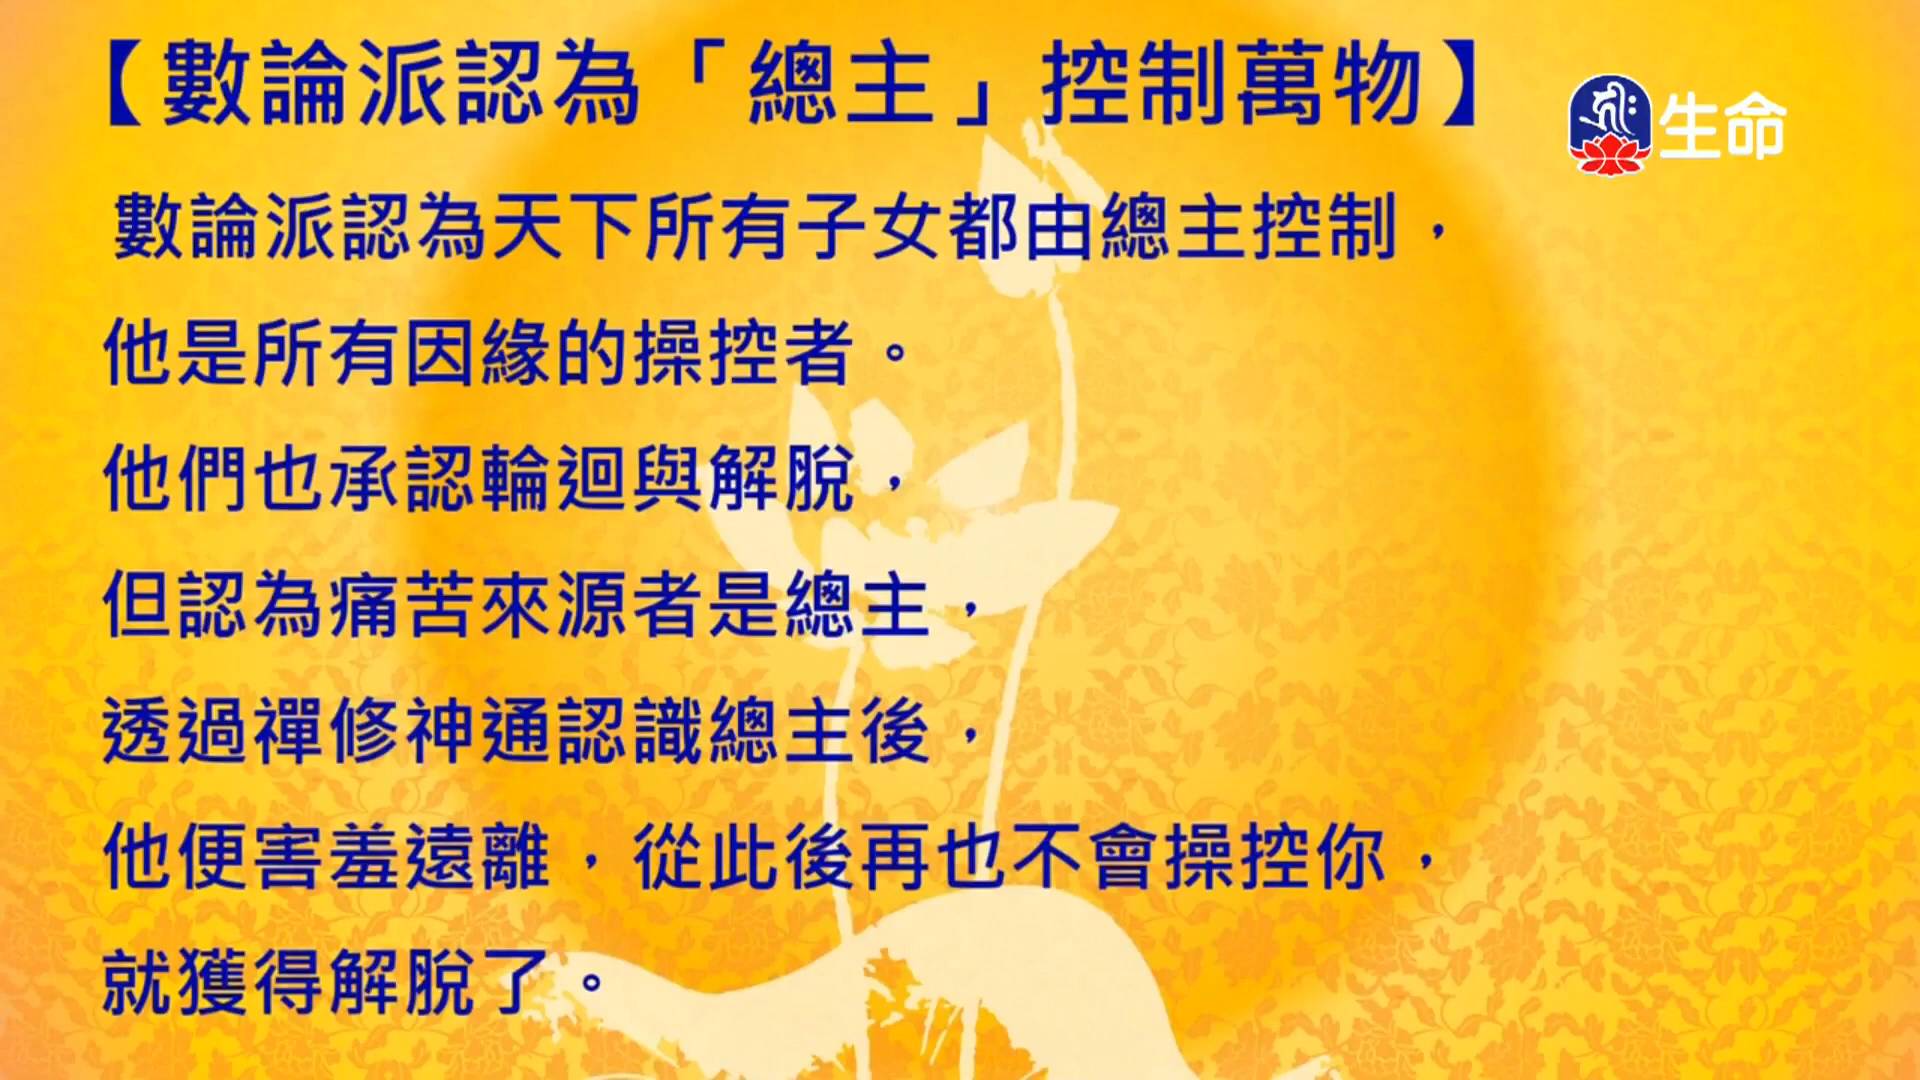 【數論派認為「總主」控制萬物】
生命
數論派認為天下所有子女都由總主控制，
他是所有因緣的操控者。
他們也承認輪迴與解脫，
但認為痛苦來源者是總主，
透過禪修神通認識總主後，
他便害羞遠離，從此後再也不會操控你，
就獲得解脫了。